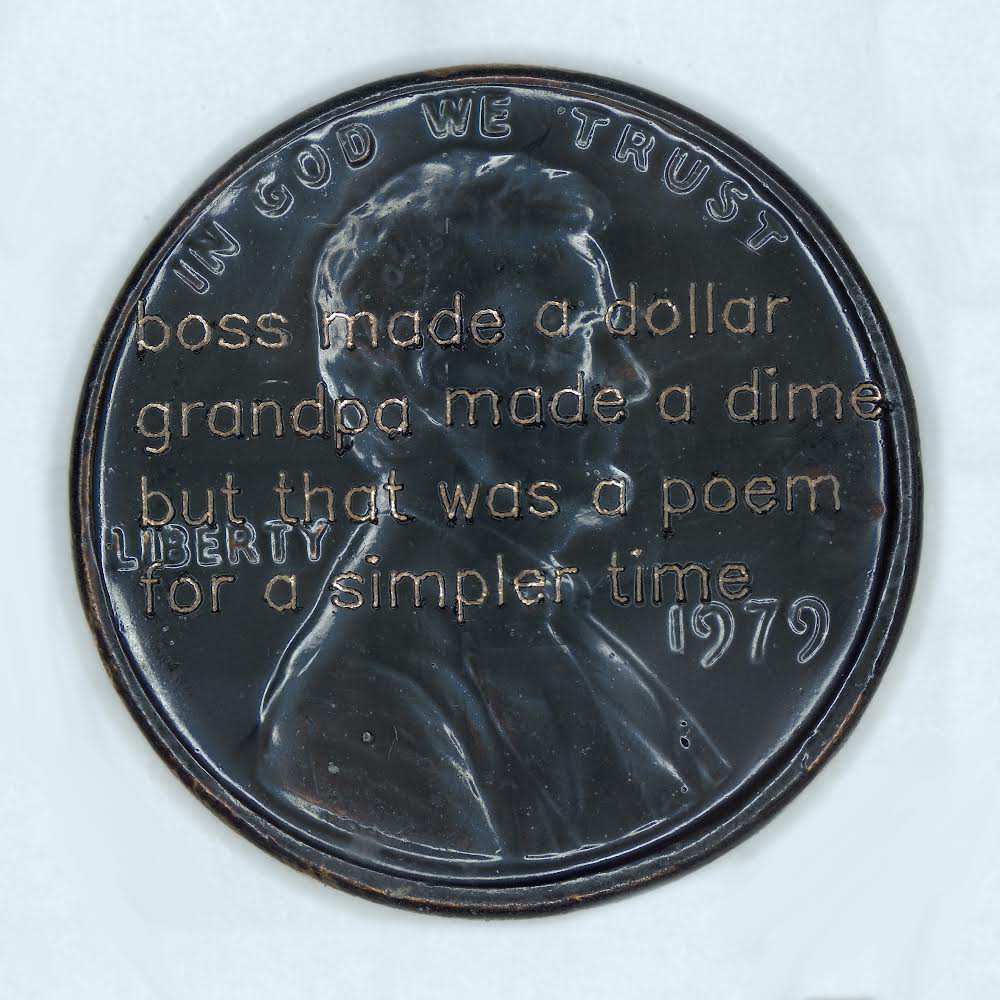 IN GOD WE TRUST
boss made a dollar
grandpa made a dime
but that was a poem
LIBERTY
for a simpler time
1979